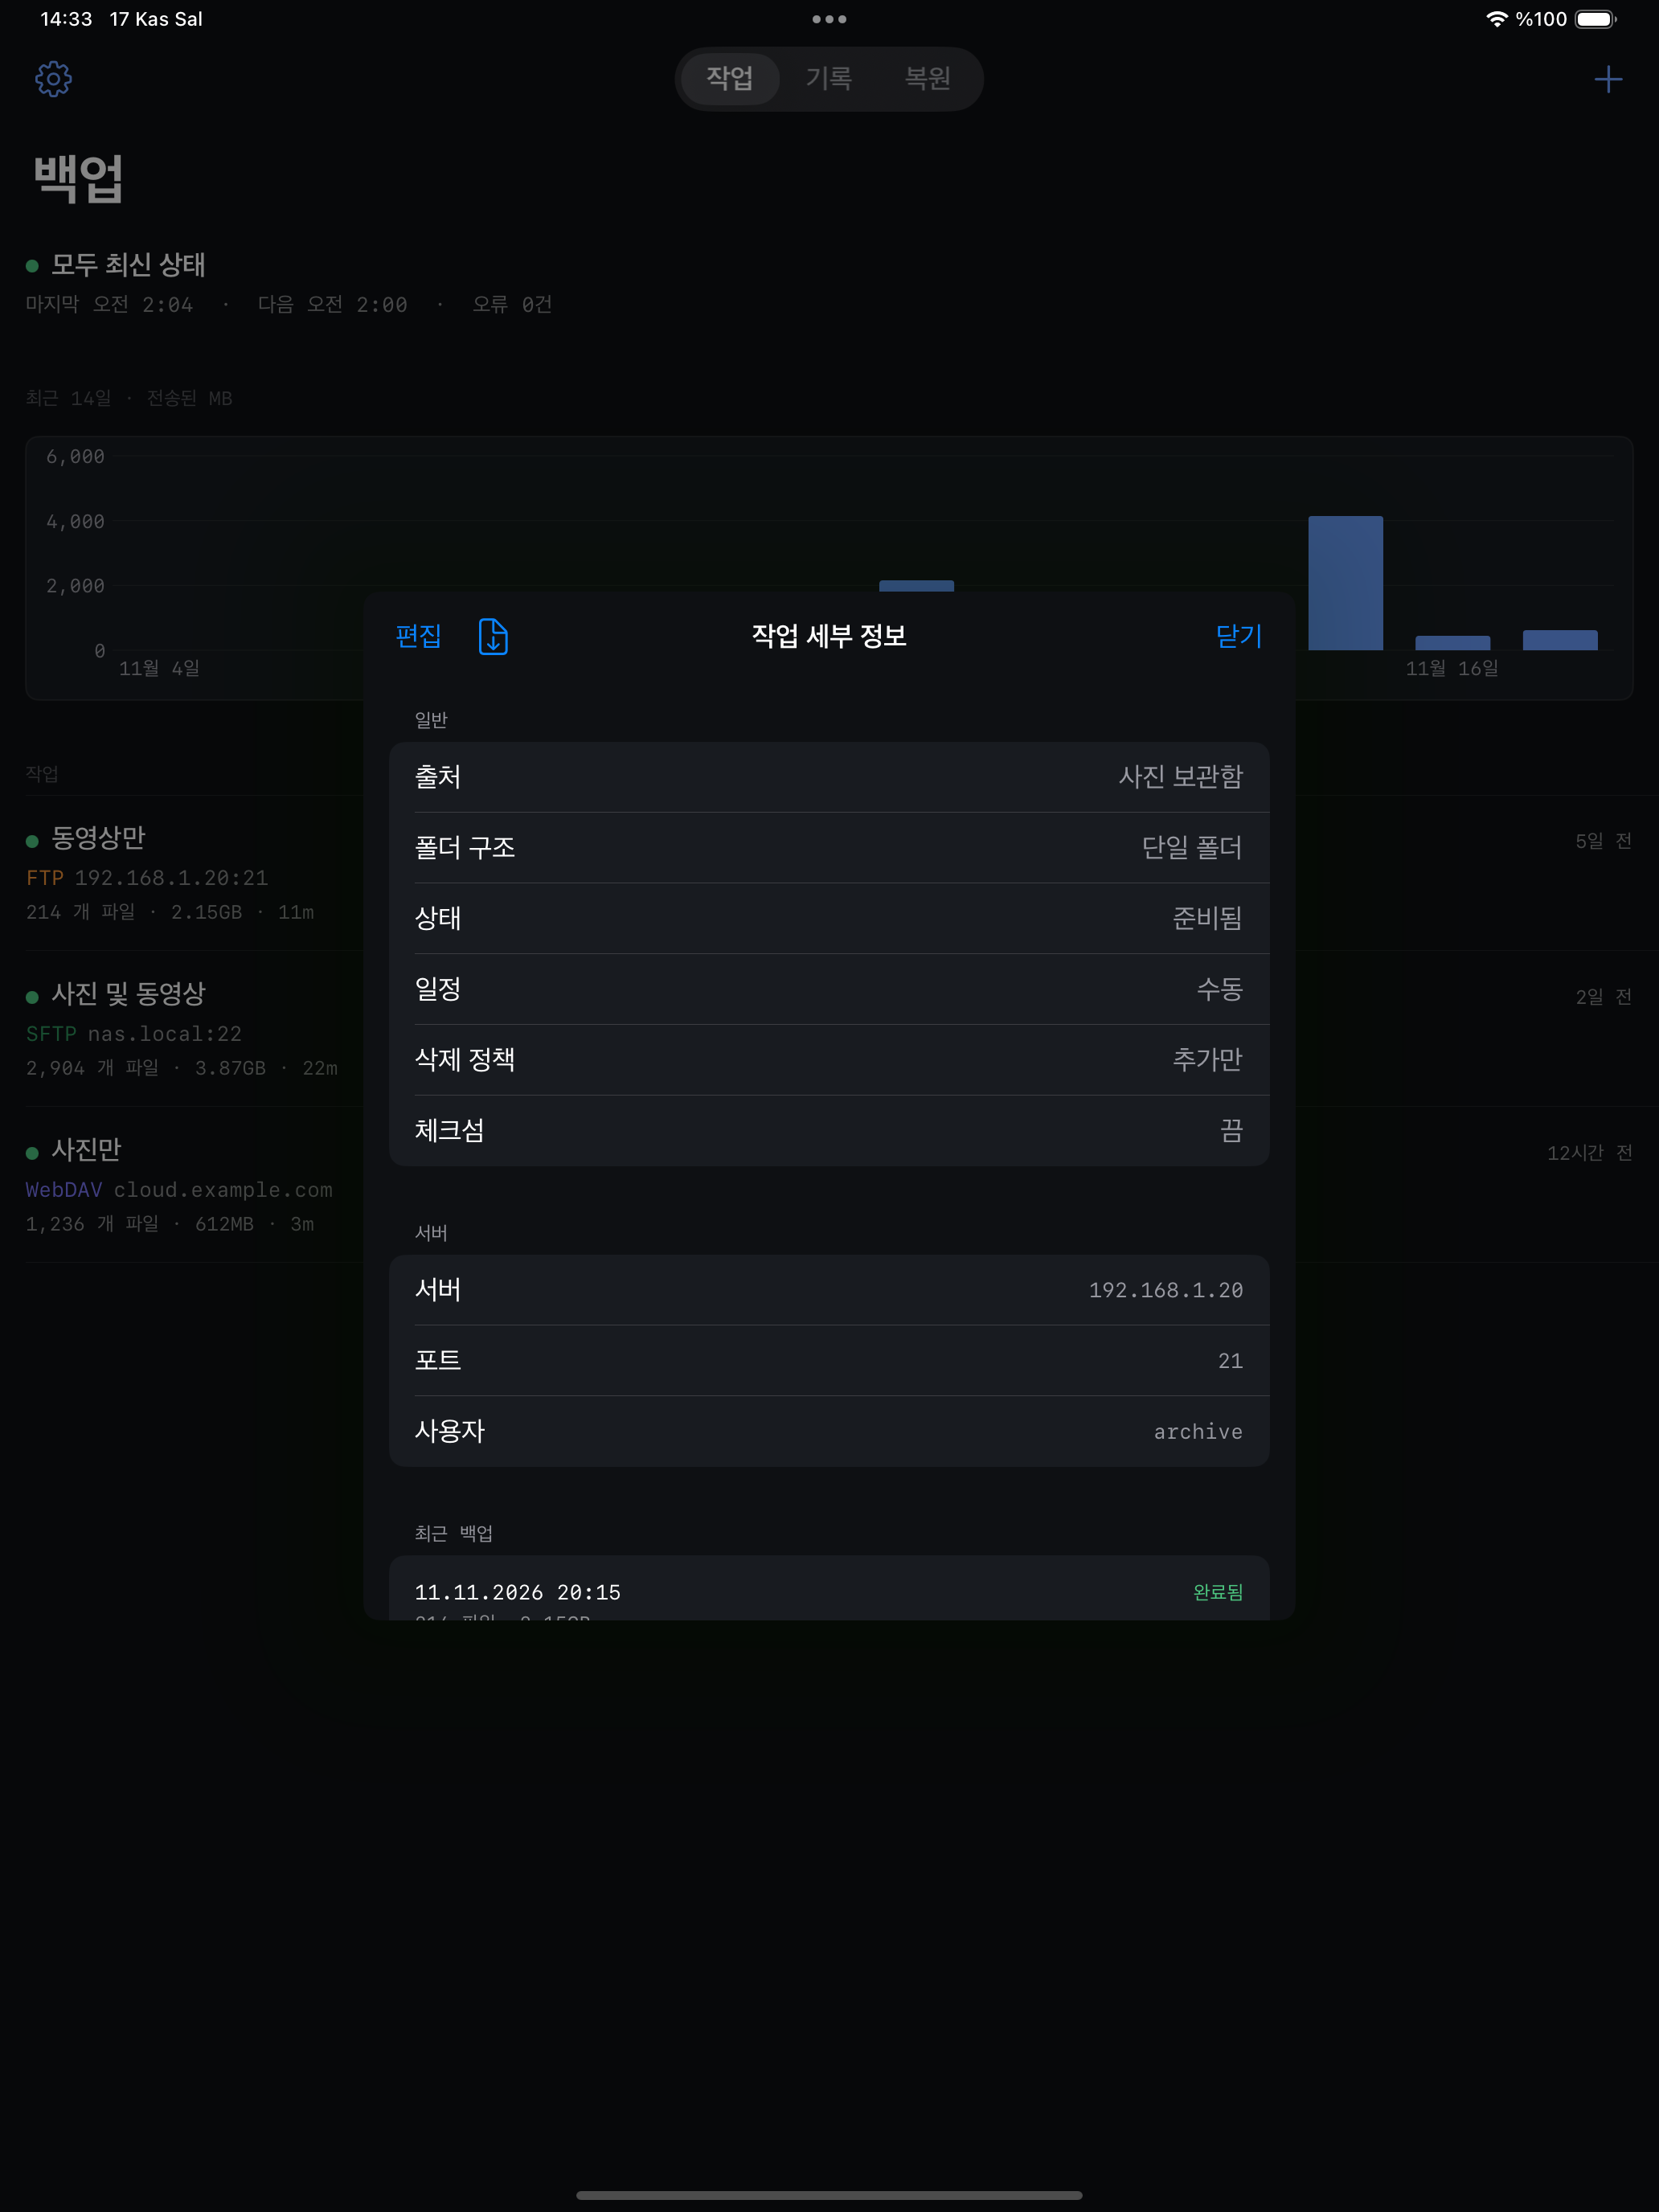 14:33 17 Kas Sal
%100
작업 기록 복원
백업
모두 최신 상태
마지막 오전 2:04 · 다음 오전 2:00 · 오류 0건
최근 14일 · 전송된 MB
6,000
4,000
2,000
0
11월 4일
11월 16일
작업
동영상만
5일 전
FTP 192.168.1.20:21
214 개 파일 · 2.15GB · 11m
사진 및 동영상
2일 전
SFTP nas.local:22
2,904 개 파일 · 3.87GB · 22m
사진만
12시간 전
WebDAV cloud.example.com
1,236 개 파일 · 612MB · 3m
편집
작업 세부 정보
닫기
일반
출처 사진 보관함
폴더 구조 단일 폴더
상태 준비됨
일정 수동
삭제 정책 추가만
체크섬 끔
서버
서버 192.168.1.20
포트 21
사용자 archive
최근 백업
11.11.2026 20:15 완료됨